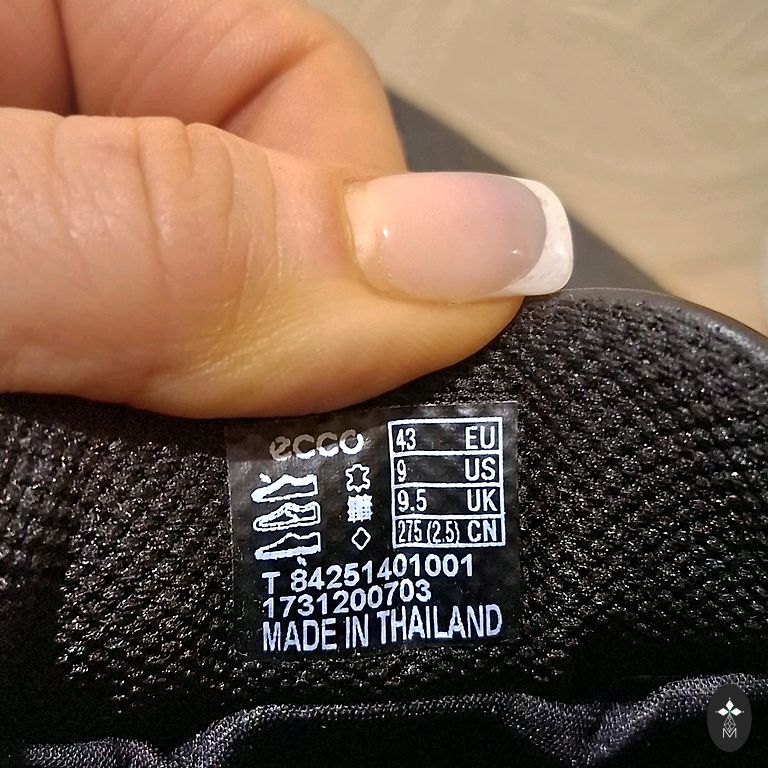 ecco
43 EU
9 US
9.5 UK
275 (2.5) CN
T 84251401001
1731200703
MADE IN THAILAND
M